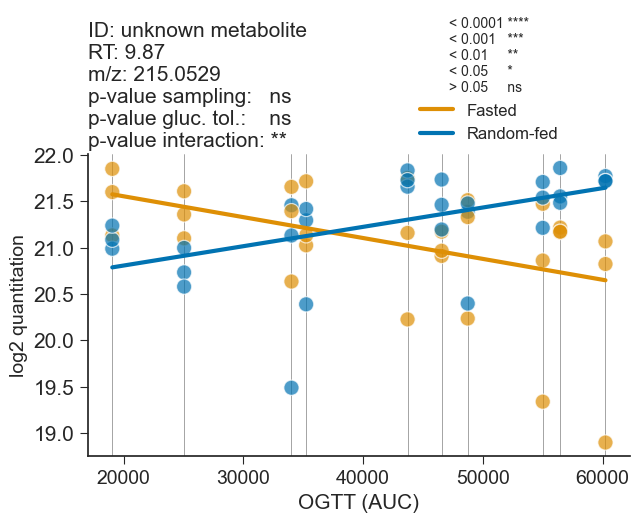 ID: unknown metabolite
RT: 9.87
m/z: 215.0529
p-value sampling: ns
p-value gluc. tol.: ns
p-value interaction: **
< 0.0001 ****
< 0.001 ***
< 0.01 **
< 0.05 *
> 0.05 ns
Fasted
Random-fed
22.0
21.5
21.0
20.5
20.0
19.5
19.0
log2 quantitation
20000 30000 40000 50000 60000
OGTT (AUC)